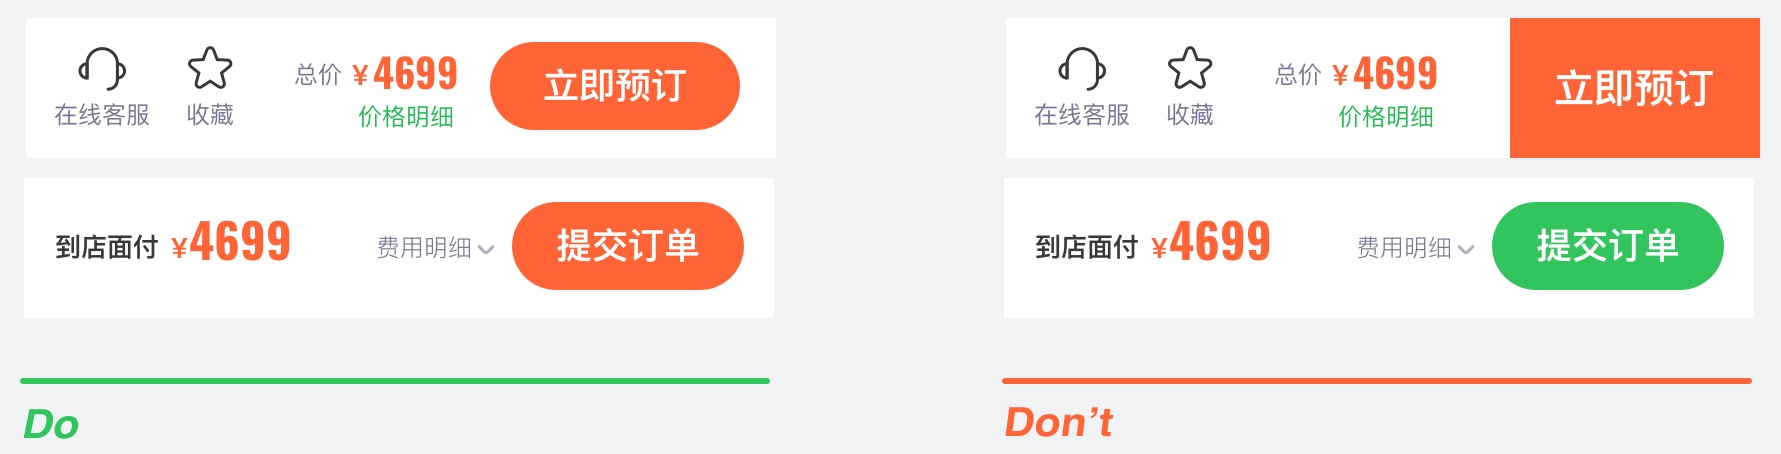 总价 ¥4699 立即预订
在线客服 收藏 价格明细
到店面付 ¥4699 费用明细 提交订单
Do
总价 ¥4699 立即预订
在线客服 收藏 价格明细
到店面付 ¥4699 费用明细 提交订单
Don’t